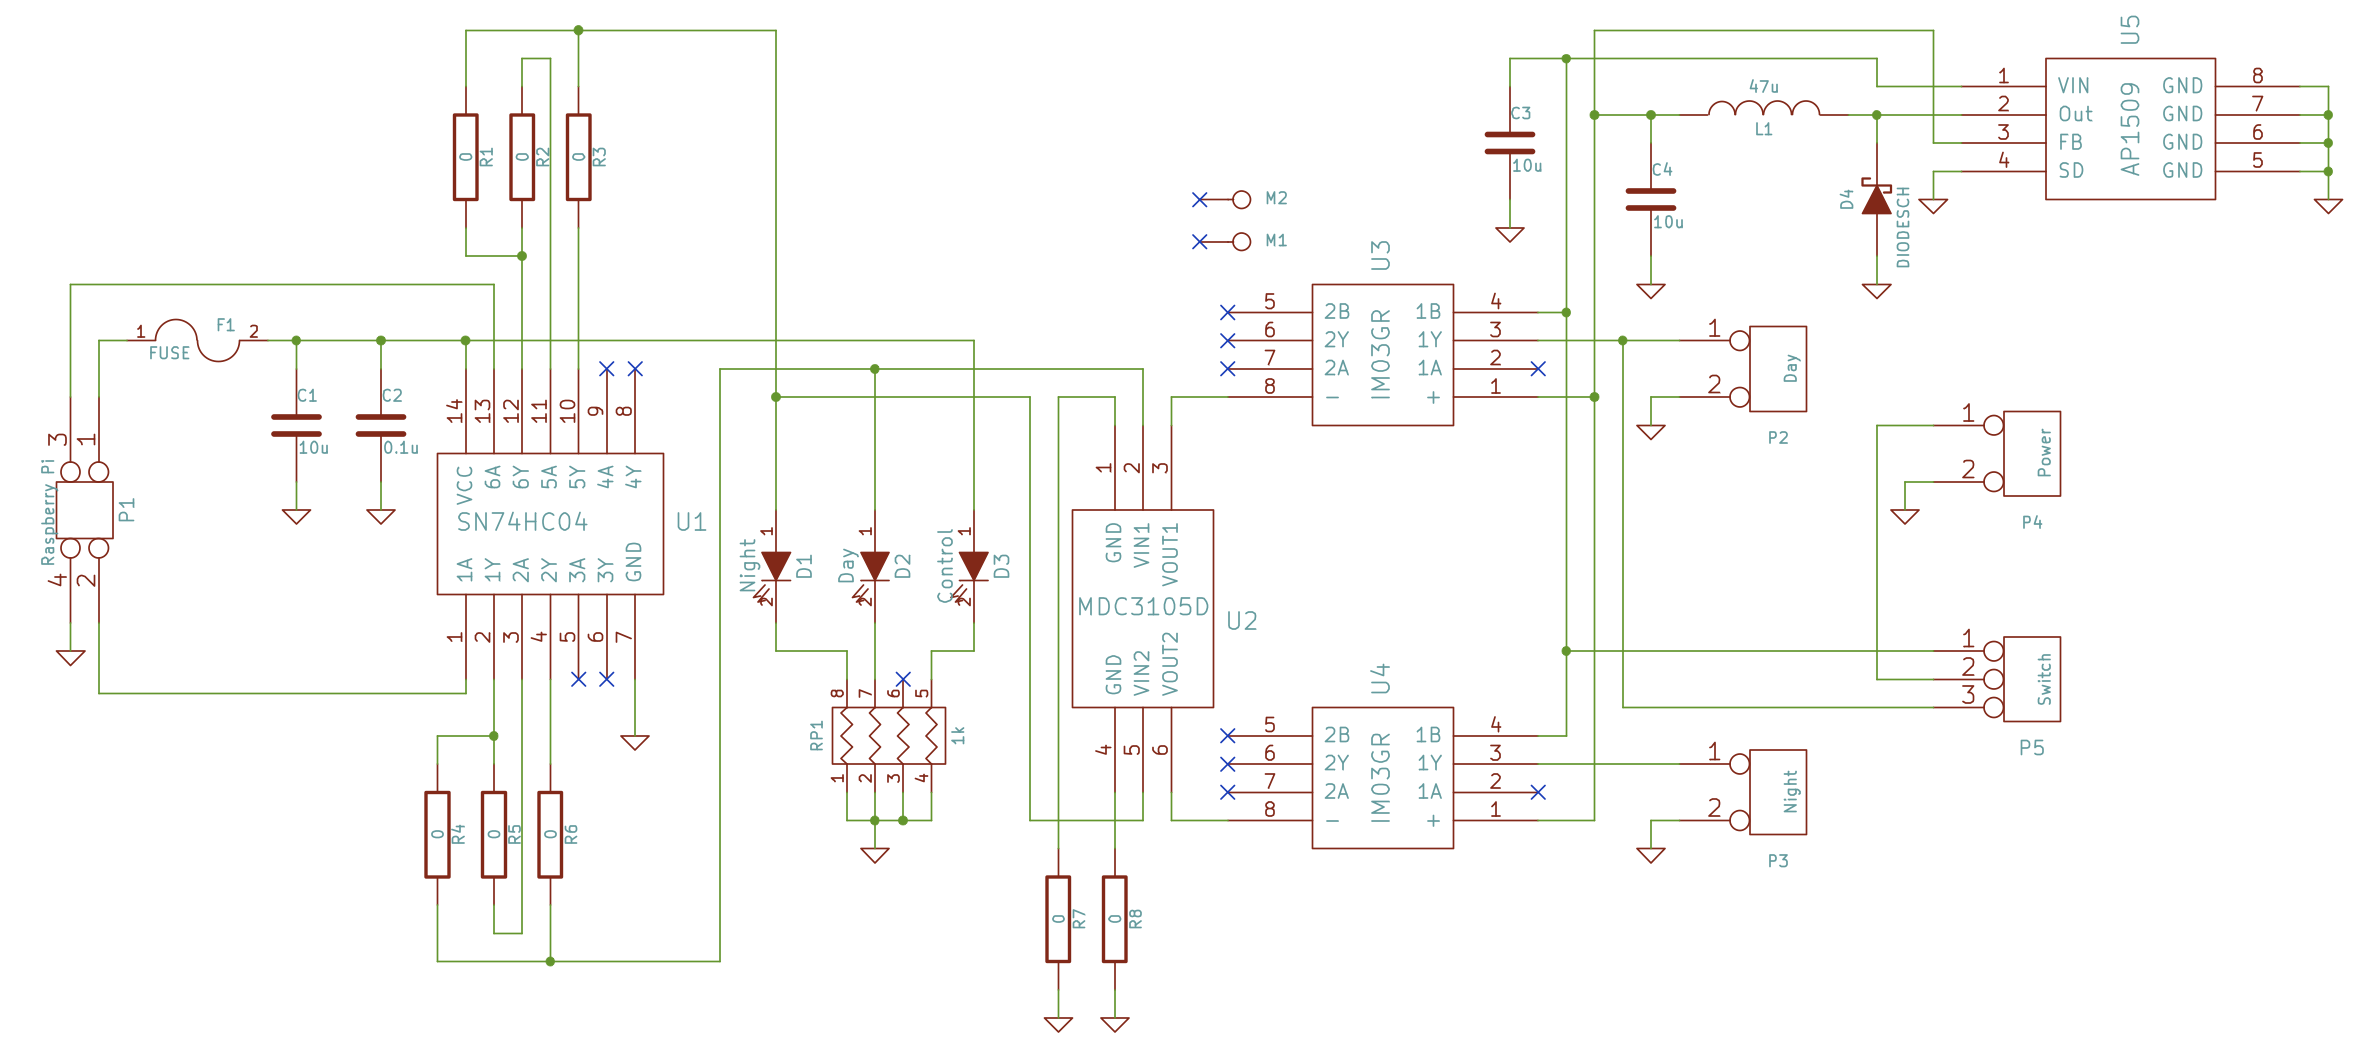 U5
1 VIN GND 8
2 Out GND 7
3 FB GND 6
4 SD GND 5
AP1509
47u
L1
C3
10u
C4
10u
D4
DIODESCH
0 R1
0 R2
0 R3
M2
M1
U3
5 2B 1B 4
6 2Y 1Y 3
7 2A 1A 2
8 - + 1
IM03GR
1
2
Day
P2
1 F1 2
FUSE
C1
10u
C2
0.1u
3 1
Raspberry Pi
P1
4 2
14 13 12 11 10 9 8
VCC 6A 6Y 5A 5Y 4A 4Y
SN74HC04
U1
1A 1Y 2A 2Y 3A 3Y GND
1 2 3 4 5 6 7
1
Night
D1
2
1
Day
D2
2
1
Control
D3
2
8 7 6 5
RP1
1k
1 2 3 4
1 2 3
GND VIN1 VOUT1
MDC3105D
U2
GND VIN2 VOUT2
4 5 6
1
2
Power
P4
1
2
3
Switch
P5
U4
5 2B 1B 4
6 2Y 1Y 3
7 2A 1A 2
8 - + 1
IM03GR
1
2
Night
P3
0 R4
0 R5
0 R6
0 R7
0 R8